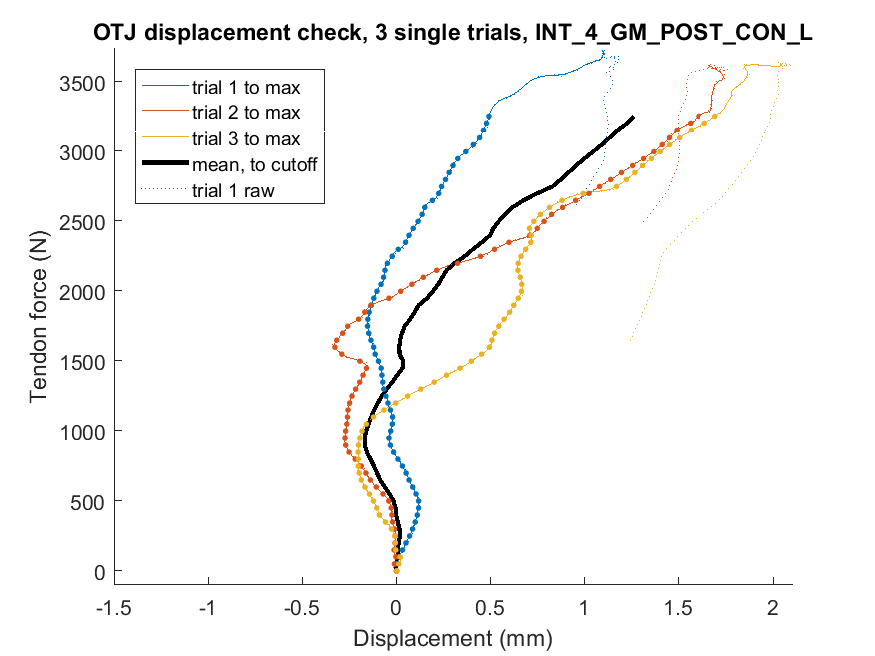 OTJ displacement check, 3 single trials, INT_4_GM_POST_CON_L
3500
3000
2500
2000
1500
1000
500
0
Tendon force (N)
trial 1 to max
trial 2 to max
trial 3 to max
mean, to cutoff
trial 1 raw
-1.5 -1 -0.5 0 0.5 1 1.5 2
Displacement (mm)